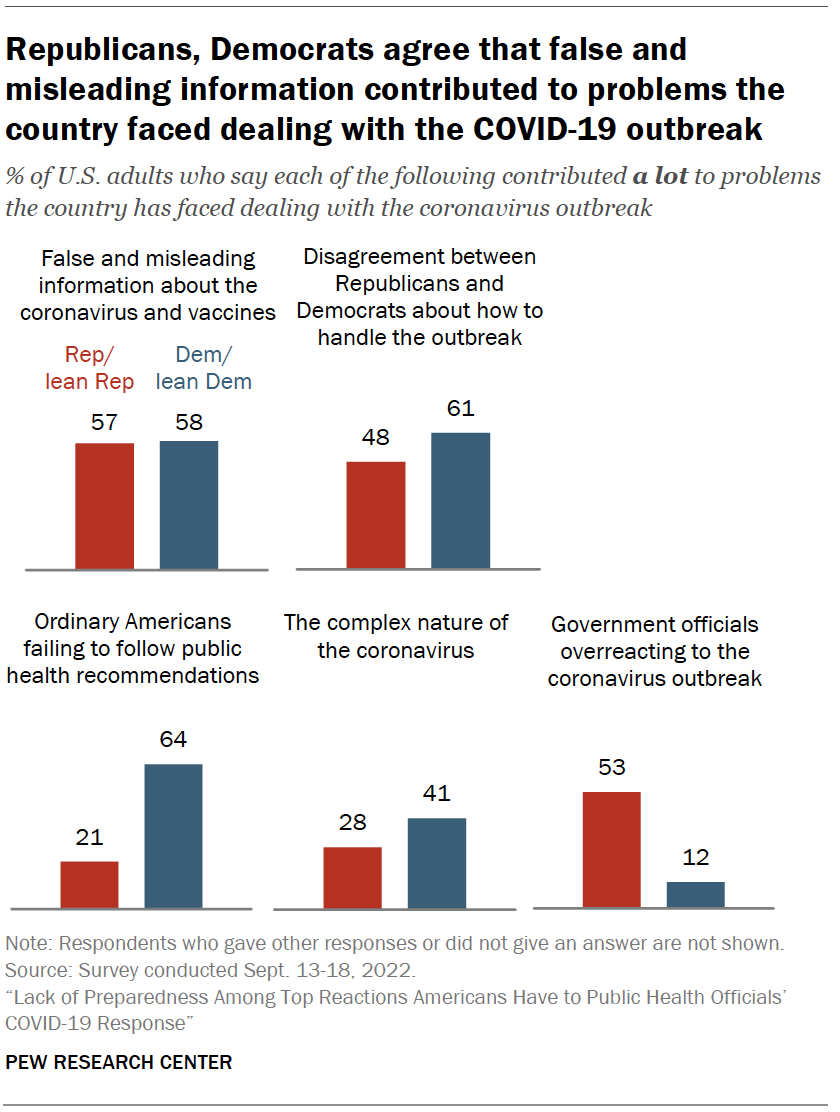 Republicans, Democrats agree that false and
misleading information contributed to problems the
country faced dealing with the COVID-19 outbreak
% of U.S. adults who say each of the following contributed a lot to problems
the country has faced dealing with the coronavirus outbreak
False and misleading
information about the
coronavirus and vaccines
Rep/
lean Rep
Dem/
lean Dem
57
58
Disagreement between
Republicans and
Democrats about how to
handle the outbreak
48
61
Ordinary Americans
failing to follow public
health recommendations
21
64
The complex nature of
the coronavirus
28
41
Government officials
overreacting to the
coronavirus outbreak
53
12
Note: Respondents who gave other responses or did not give an answer are not shown.
Source: Survey conducted Sept. 13-18, 2022.
“Lack of Preparedness Among Top Reactions Americans Have to Public Health Officials’
COVID-19 Response”
PEW RESEARCH CENTER